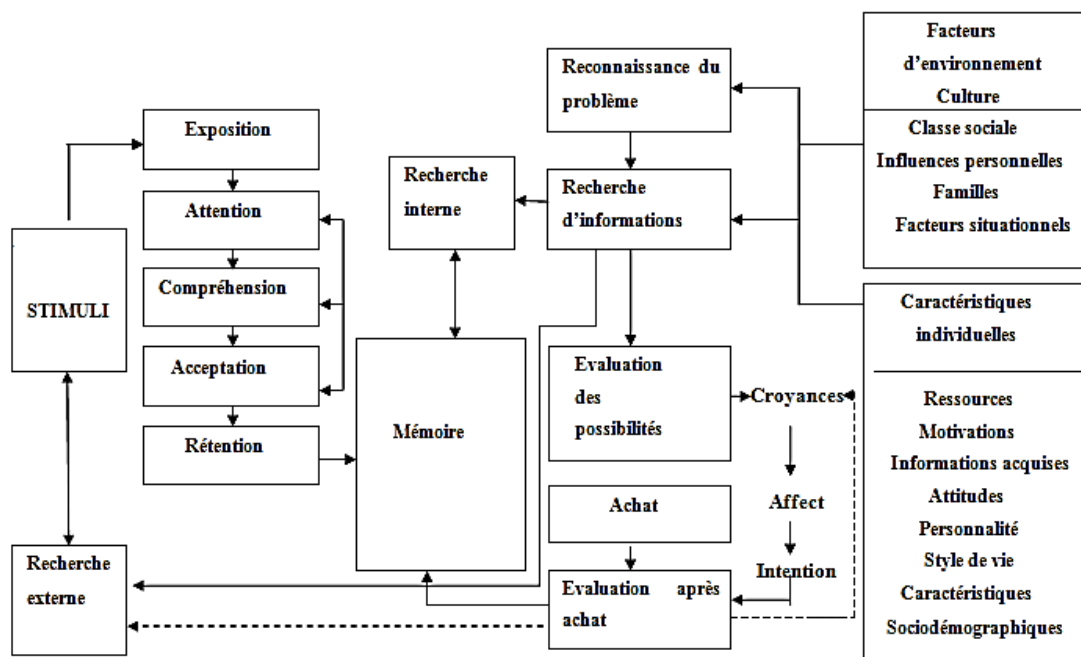 STIMULI
Recherche
externe
Exposition
Attention
Compréhension
Acceptation
Rétention
Mémoire
Recherche
interne
Reconnaissance du
problème
Recherche
d'informations
Evaluation
des
possibilités
Croyances
Affect
Intention
Achat
Evaluation après
achat
Facteurs
d'environnement
Culture
Classe sociale
Influences personnelles
Familles
Facteurs situationnels
Caractéristiques
individuelles
Ressources
Motivations
Informations acquises
Attitudes
Personnalité
Style de vie
Caractéristiques
Sociodémographiques